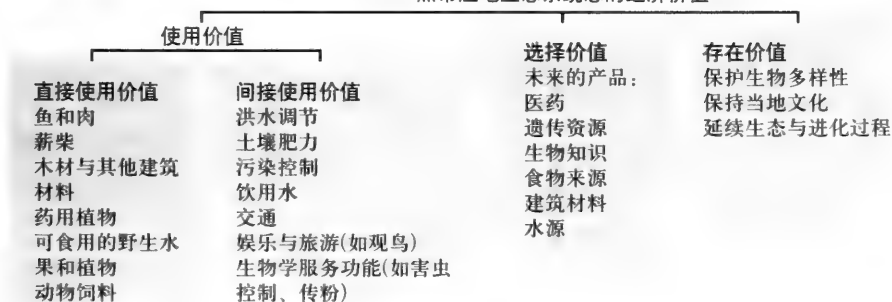 使用价值
直接使用价值
鱼和肉
薪柴
木材与其他建筑
材料
药用植物
可食用的野生水
果和植物
动物饲料
间接使用价值
洪水调节
土壤肥力
污染控制
饮用水
交通
娱乐与旅游(如观鸟)
生物学服务功能(如害虫
控制、传粉)
选择价值
未来的产品:
医药
遗传资源
生物知识
食物来源
建筑材料
水源
存在价值
保护生物多样性
保持当地文化
延续生态与进化过程